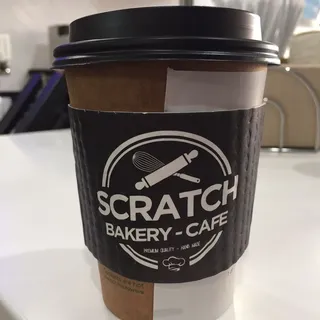 SCRATCH
BAKERY - CAFE
PREMIUM QUALITY - HAND MADE